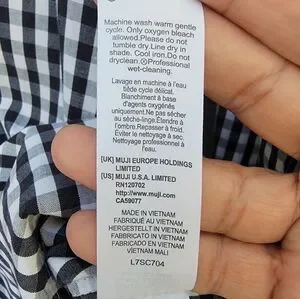 Machine wash warm gentle
cycle. Only oxygen bleach
allowed.Please do not
tumble dry.Line dry in
shade. Cool iron.Do not
dryclean.ⓌProfessional
wet-cleaning.
Lavage en machine à l'eau
tiède cycle délicat.
Blanchiment à base
d'agents oxygénés
uniquement.Ne pas sécher
au sèche-linge.Étendre à
l'ombre.Repasser à froid.
Éviter le nettoyage à sec.
Nettoyage professionnel à
l'eau.
[UK] MUJI EUROPE HOLDINGS
LIMITED
[US] MUJI U.S.A. LIMITED
RN120702
http://www.muji.com
CA59077
MADE IN VIETNAM
FABRIQUÉ AU VIETNAM
HERGESTELLT IN VIETNAM
FABRICADO EN VIETNAM
FABBRICATO IN VIETNAM
VIETNAM MALI
L7SC704